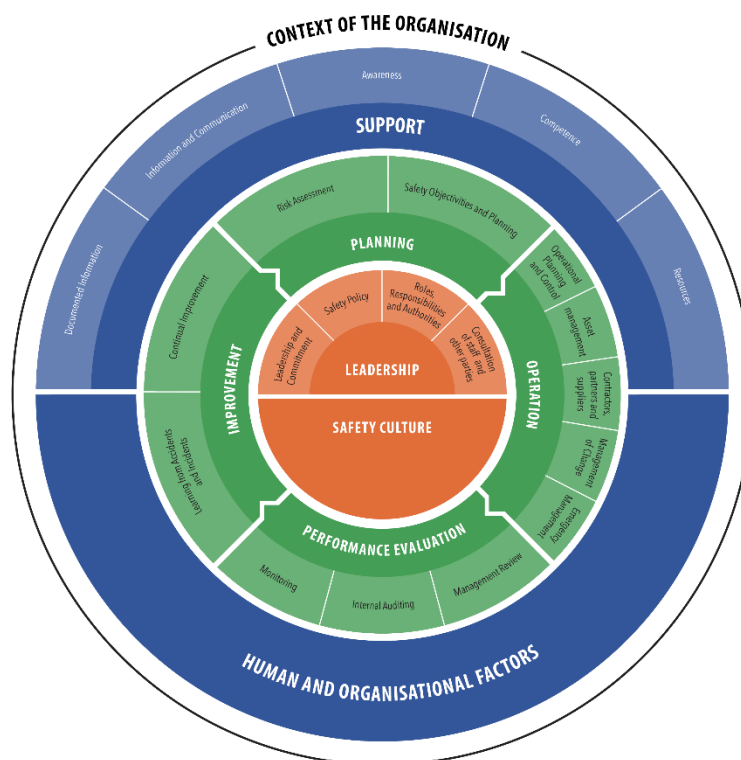 CONTEXT OF THE ORGANISATION
Awareness
Information and Communication
Competence
Documented Information
Resources
SUPPORT
Risk Assessment
Safety Objectivities and Planning
PLANNING
Continual Improvement
Learning from Accidents
and Incidents
IMPROVEMENT
Leadership and
Commitment
Safety Policy
Roles,
Responsibilities
and Authorities
Consultation
of staff and
other parties
LEADERSHIP
SAFETY CULTURE
OPERATION
Operational
Planning
and Control
Asset
management
Contractors,
partners and
suppliers
Management
of Change
Emergency
Management
PERFORMANCE EVALUATION
Monitoring
Internal Auditing
Management Review
HUMAN AND ORGANISATIONAL FACTORS